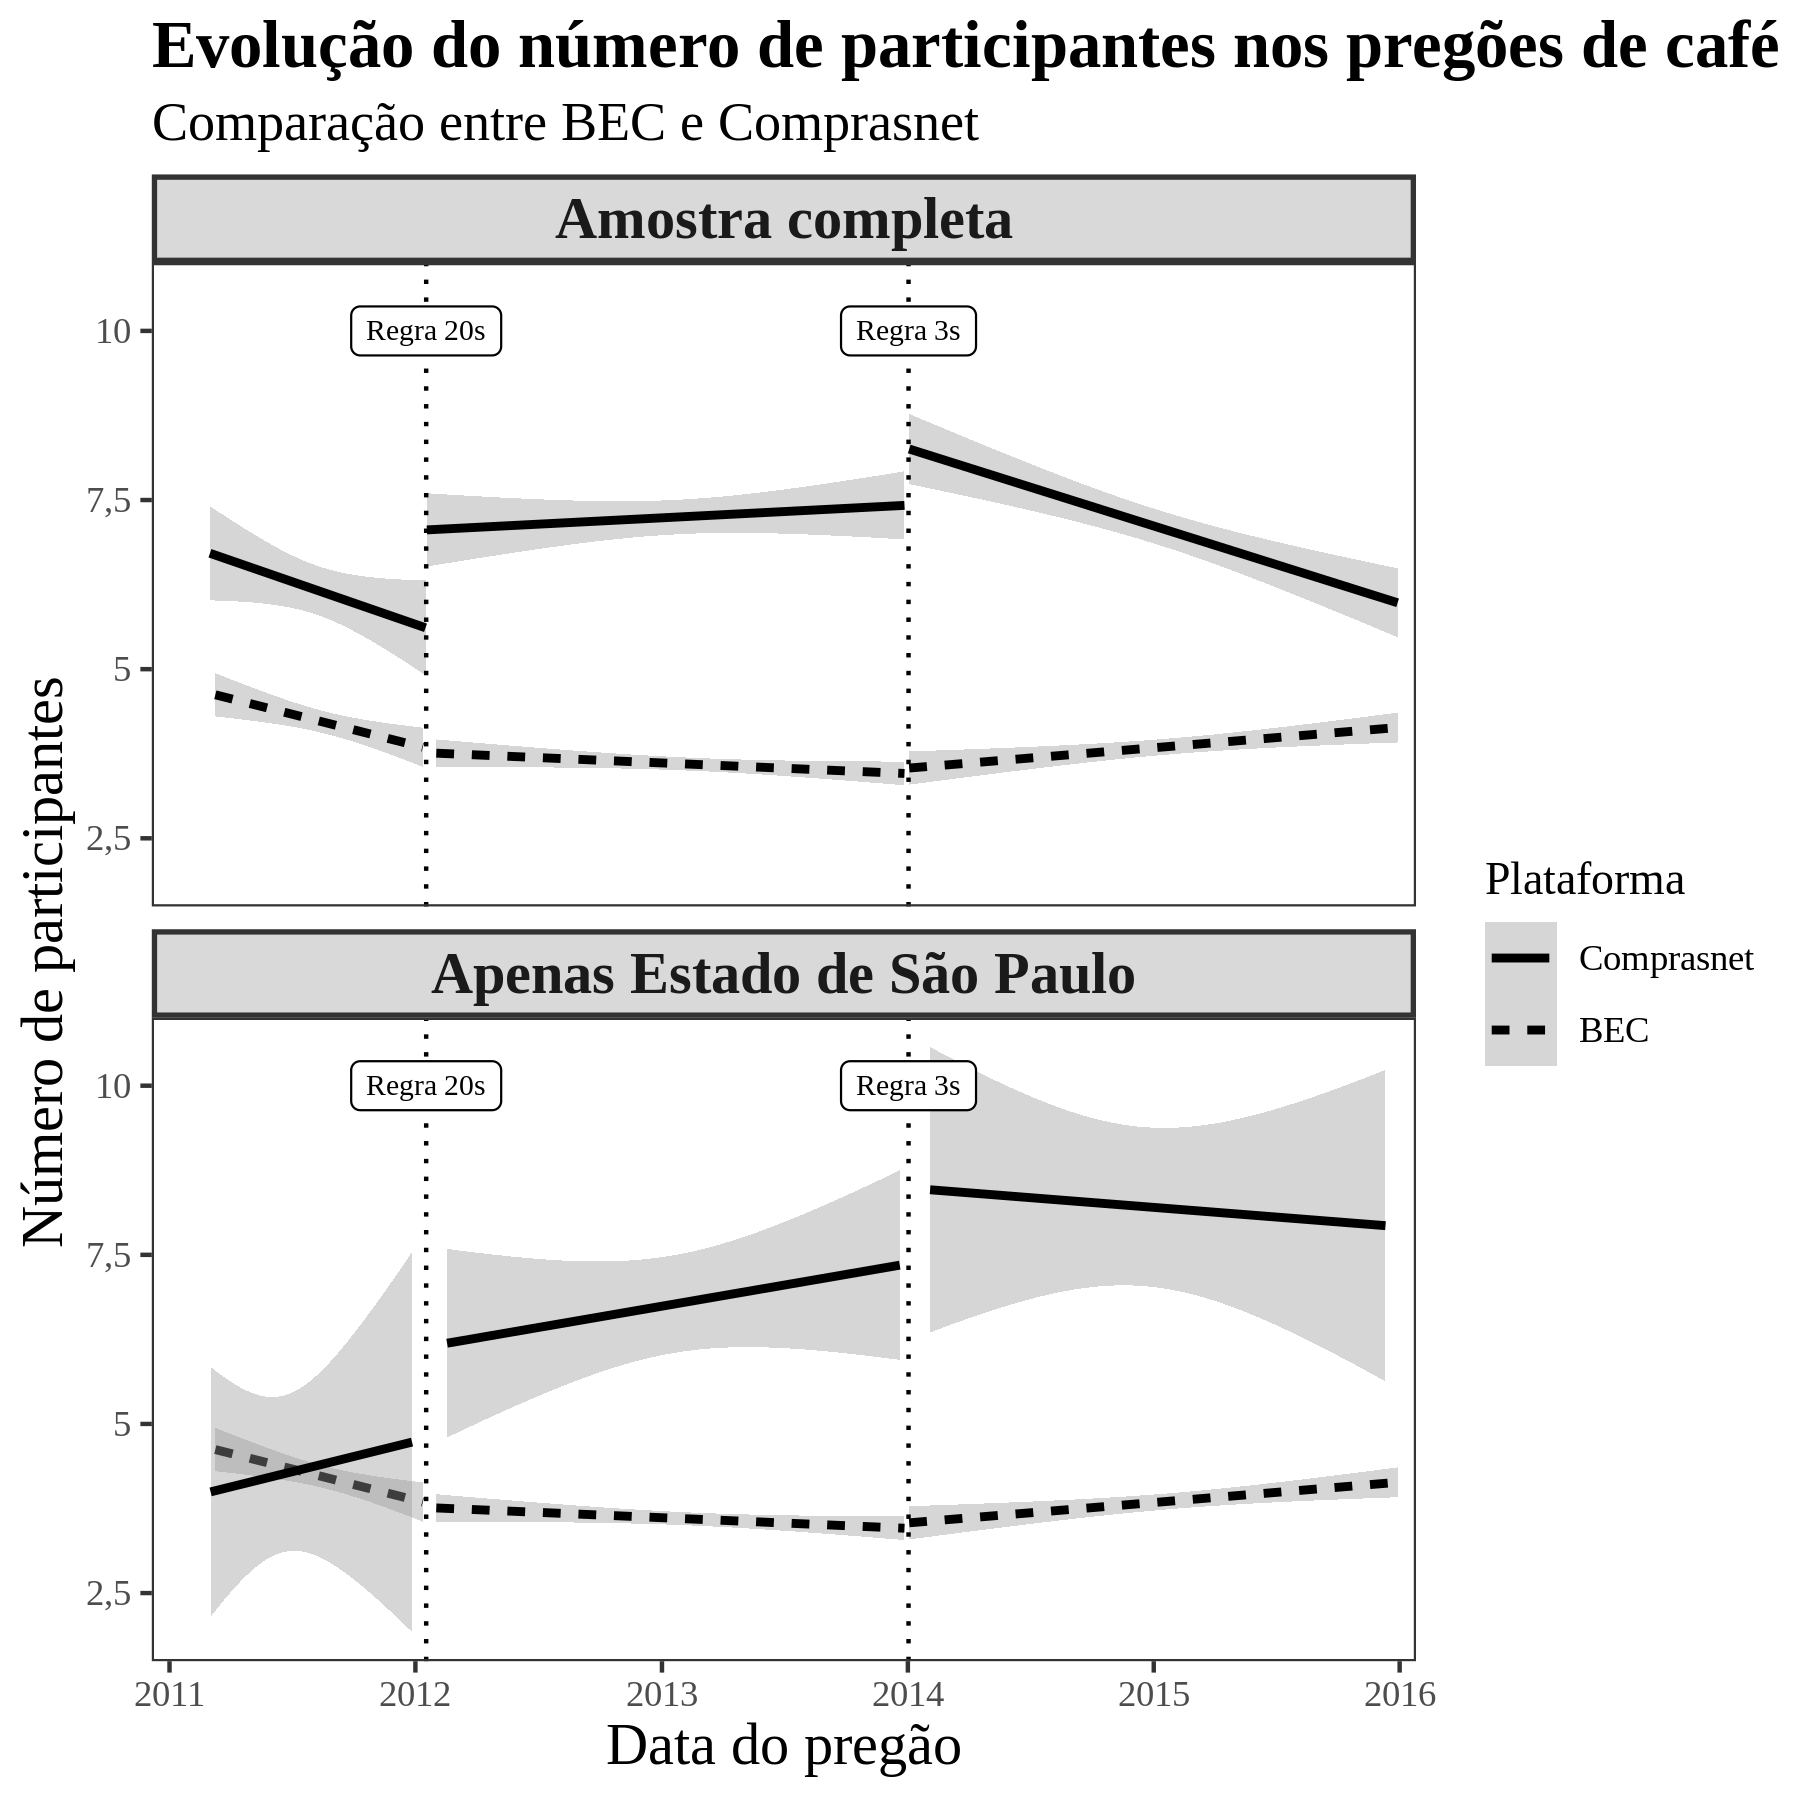 Evolução do número de participantes nos pregões de café
Comparação entre BEC e Comprasnet
Amostra completa
Regra 20s
Regra 3s
10
7,5
5
2,5
Número de participantes
Plataforma
Comprasnet
BEC
Apenas Estado de São Paulo
Regra 20s
Regra 3s
10
7,5
5
2,5
2011 2012 2013 2014 2015 2016
Data do pregão